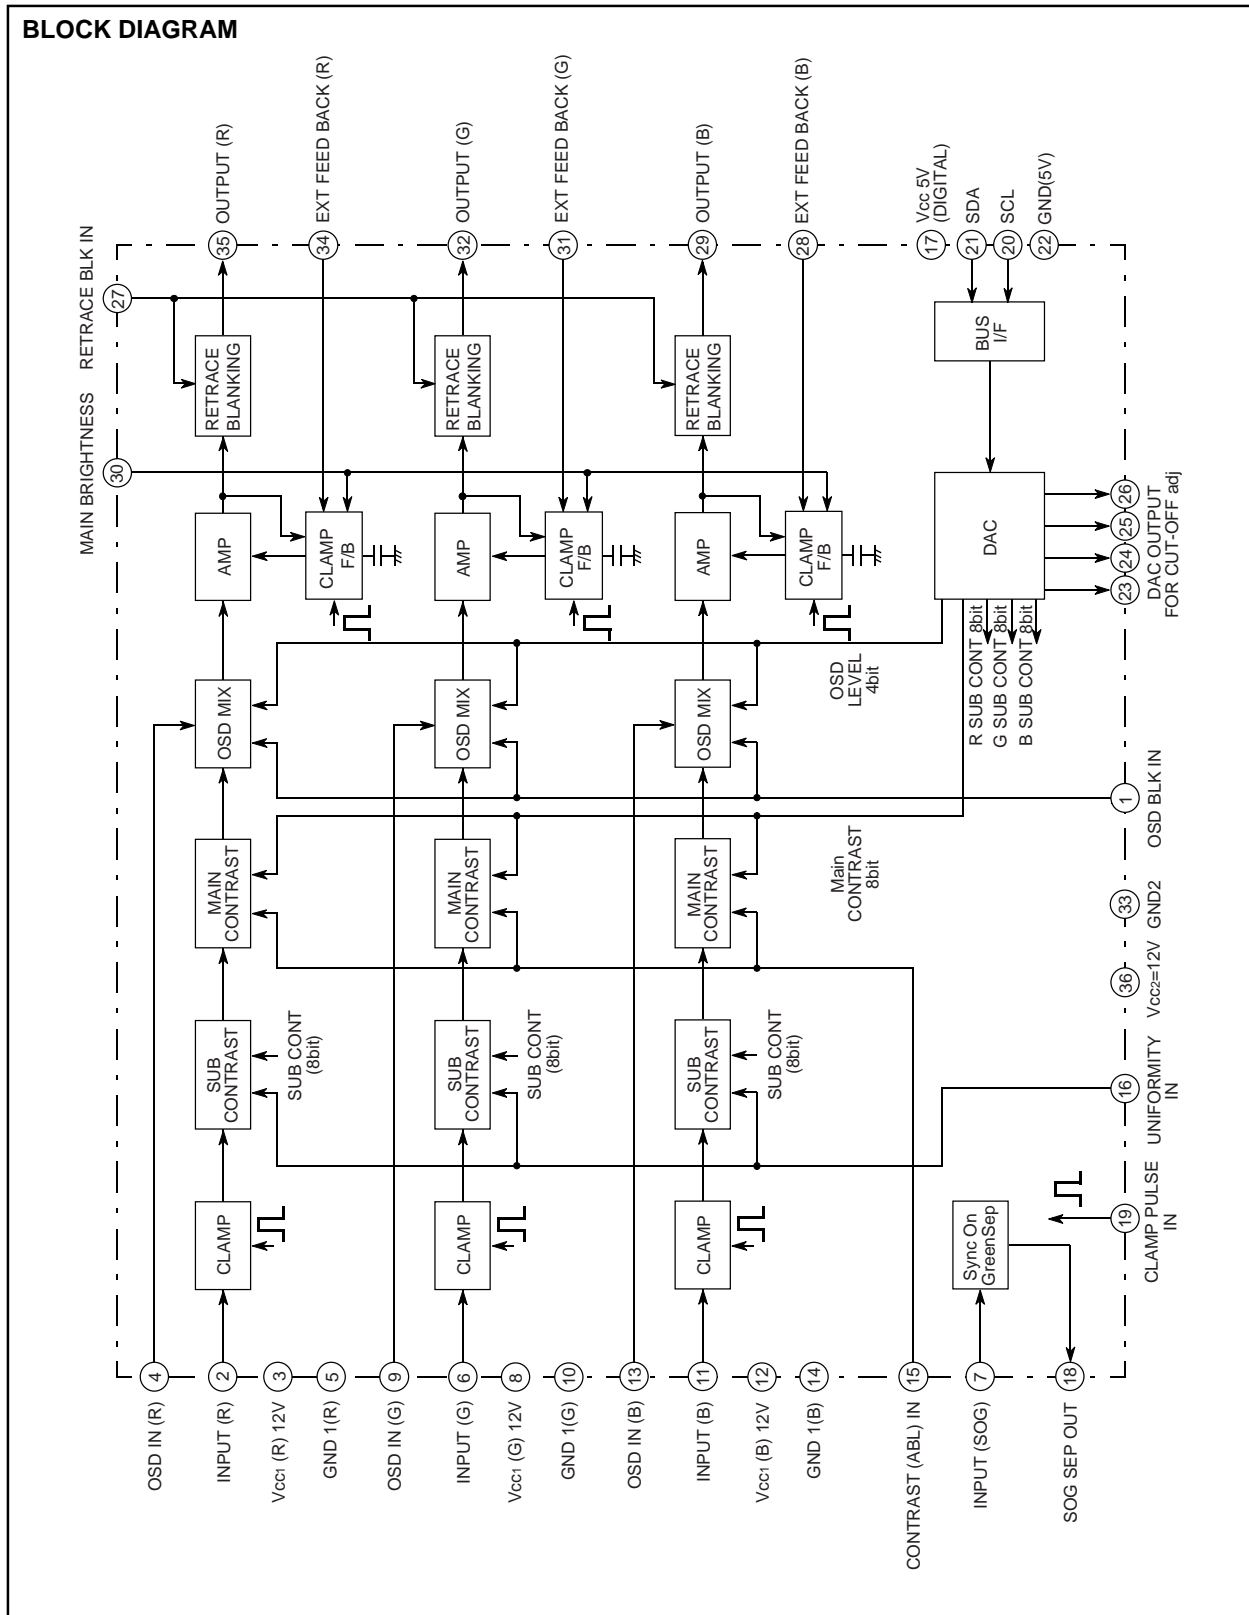 BLOCK DIAGRAM
OUTPUT (R)
EXT FEED BACK (R)
OUTPUT (G)
EXT FEED BACK (G)
OUTPUT (B)
EXT FEED BACK (B)
Vcc 5V
(DIGITAL)
SDA
SCL
GND(5V)
35
34
32
31
29
28
17
21
20
22
RETRACE BLK IN
27
RETRACE
BLANKING
RETRACE
BLANKING
RETRACE
BLANKING
BUS
I/F
MAIN BRIGHTNESS
30
AMP
CLAMP
F/B
AMP
CLAMP
F/B
AMP
CLAMP
F/B
DAC
26
25
24
23
DAC OUTPUT
FOR CUT-OFF adj
OSD MIX
OSD MIX
OSD MIX
OSD
LEVEL
4bit
R SUB CONT 8bit
G SUB CONT 8bit
B SUB CONT 8bit
1
OSD BLK IN
MAIN
CONTRAST
MAIN
CONTRAST
MAIN
CONTRAST
Main
CONTRAST
8bit
33
GND2
36
Vcc2=12V
SUB
CONTRAST
SUB CONT
(8bit)
SUB
CONTRAST
SUB CONT
(8bit)
SUB
CONTRAST
SUB CONT
(8bit)
16
UNIFORMITY
IN
CLAMP
CLAMP
CLAMP
Sync On
GreenSep
19
CLAMP PULSE
IN
4
2
3
5
9
6
8
10
13
11
12
14
15
7
18
OSD IN (R)
INPUT (R)
Vcc1 (R) 12V
GND 1(R)
OSD IN (G)
INPUT (G)
Vcc1 (G) 12V
GND 1(G)
OSD IN (B)
INPUT (B)
Vcc1 (B) 12V
GND 1(B)
CONTRAST (ABL) IN
INPUT (SOG)
SOG SEP OUT